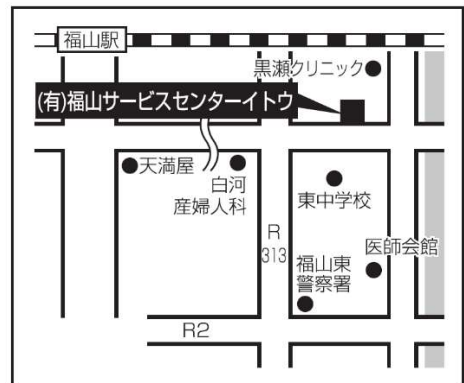 福山駅
黒瀬クリニック
(有)福山サービスセンターイトウ
天満屋
白河
産婦人科
東中学校
R
313
医師会館
福山東
警察署
R2